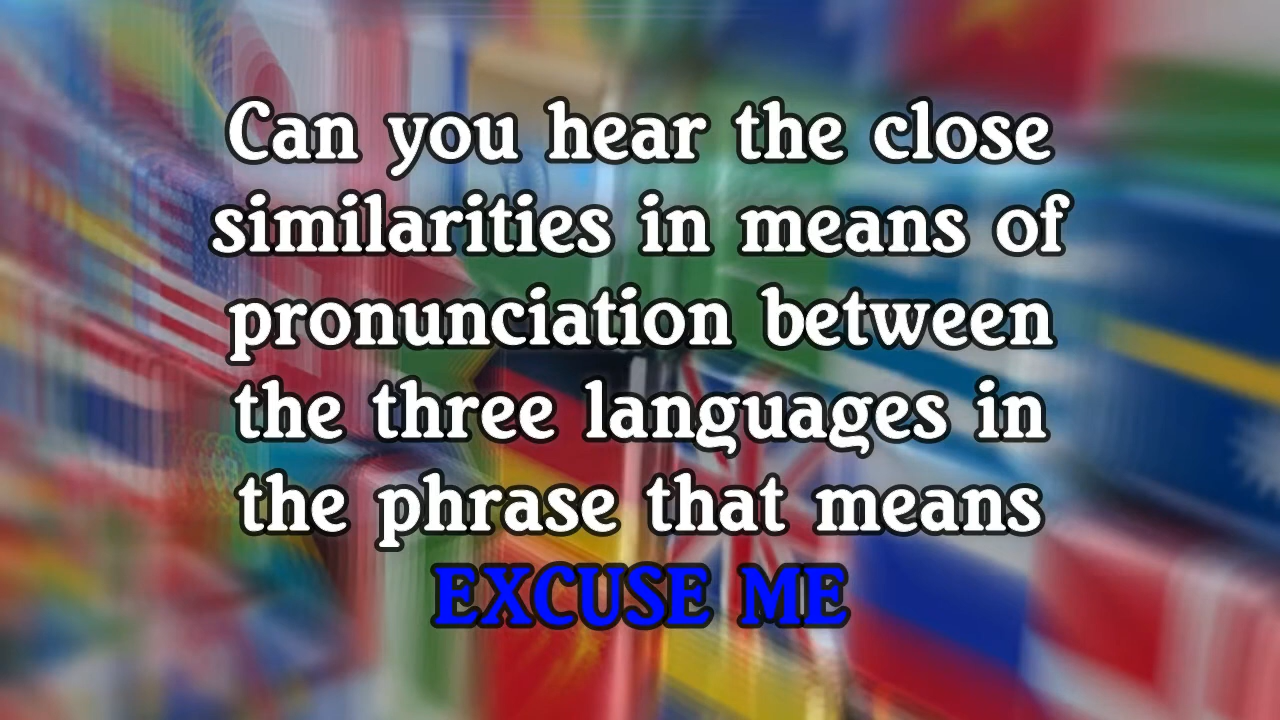 Can you hear the close
similarities in means of
pronunciation between
the three languages in
the phrase that means
EXCUSE ME